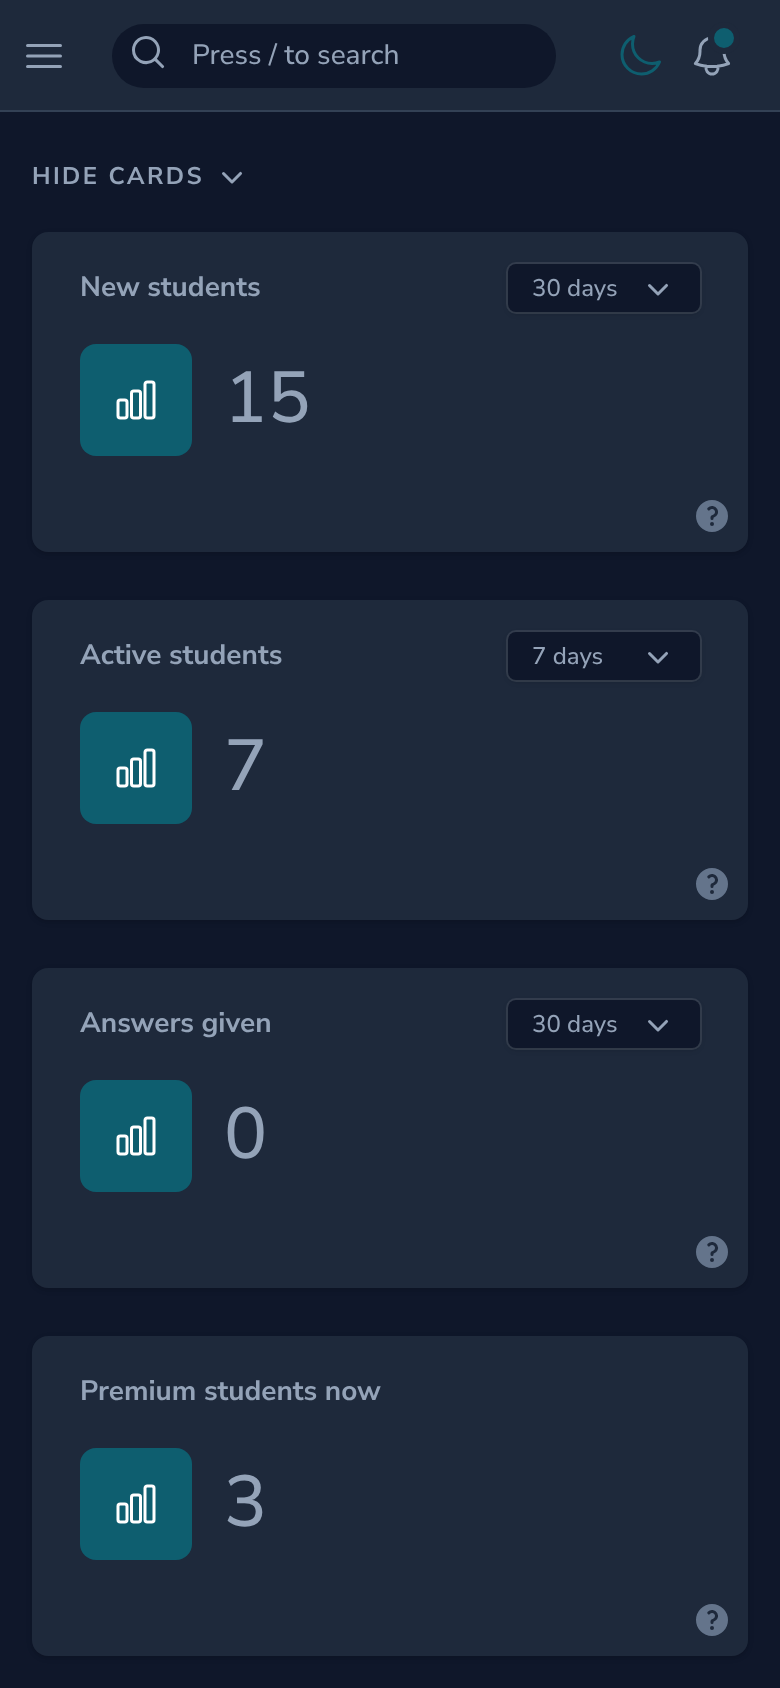 Press / to search
HIDE CARDS
New students
30 days
15
?
Active students
7 days
7
?
Answers given
30 days
0
?
Premium students now
3
?